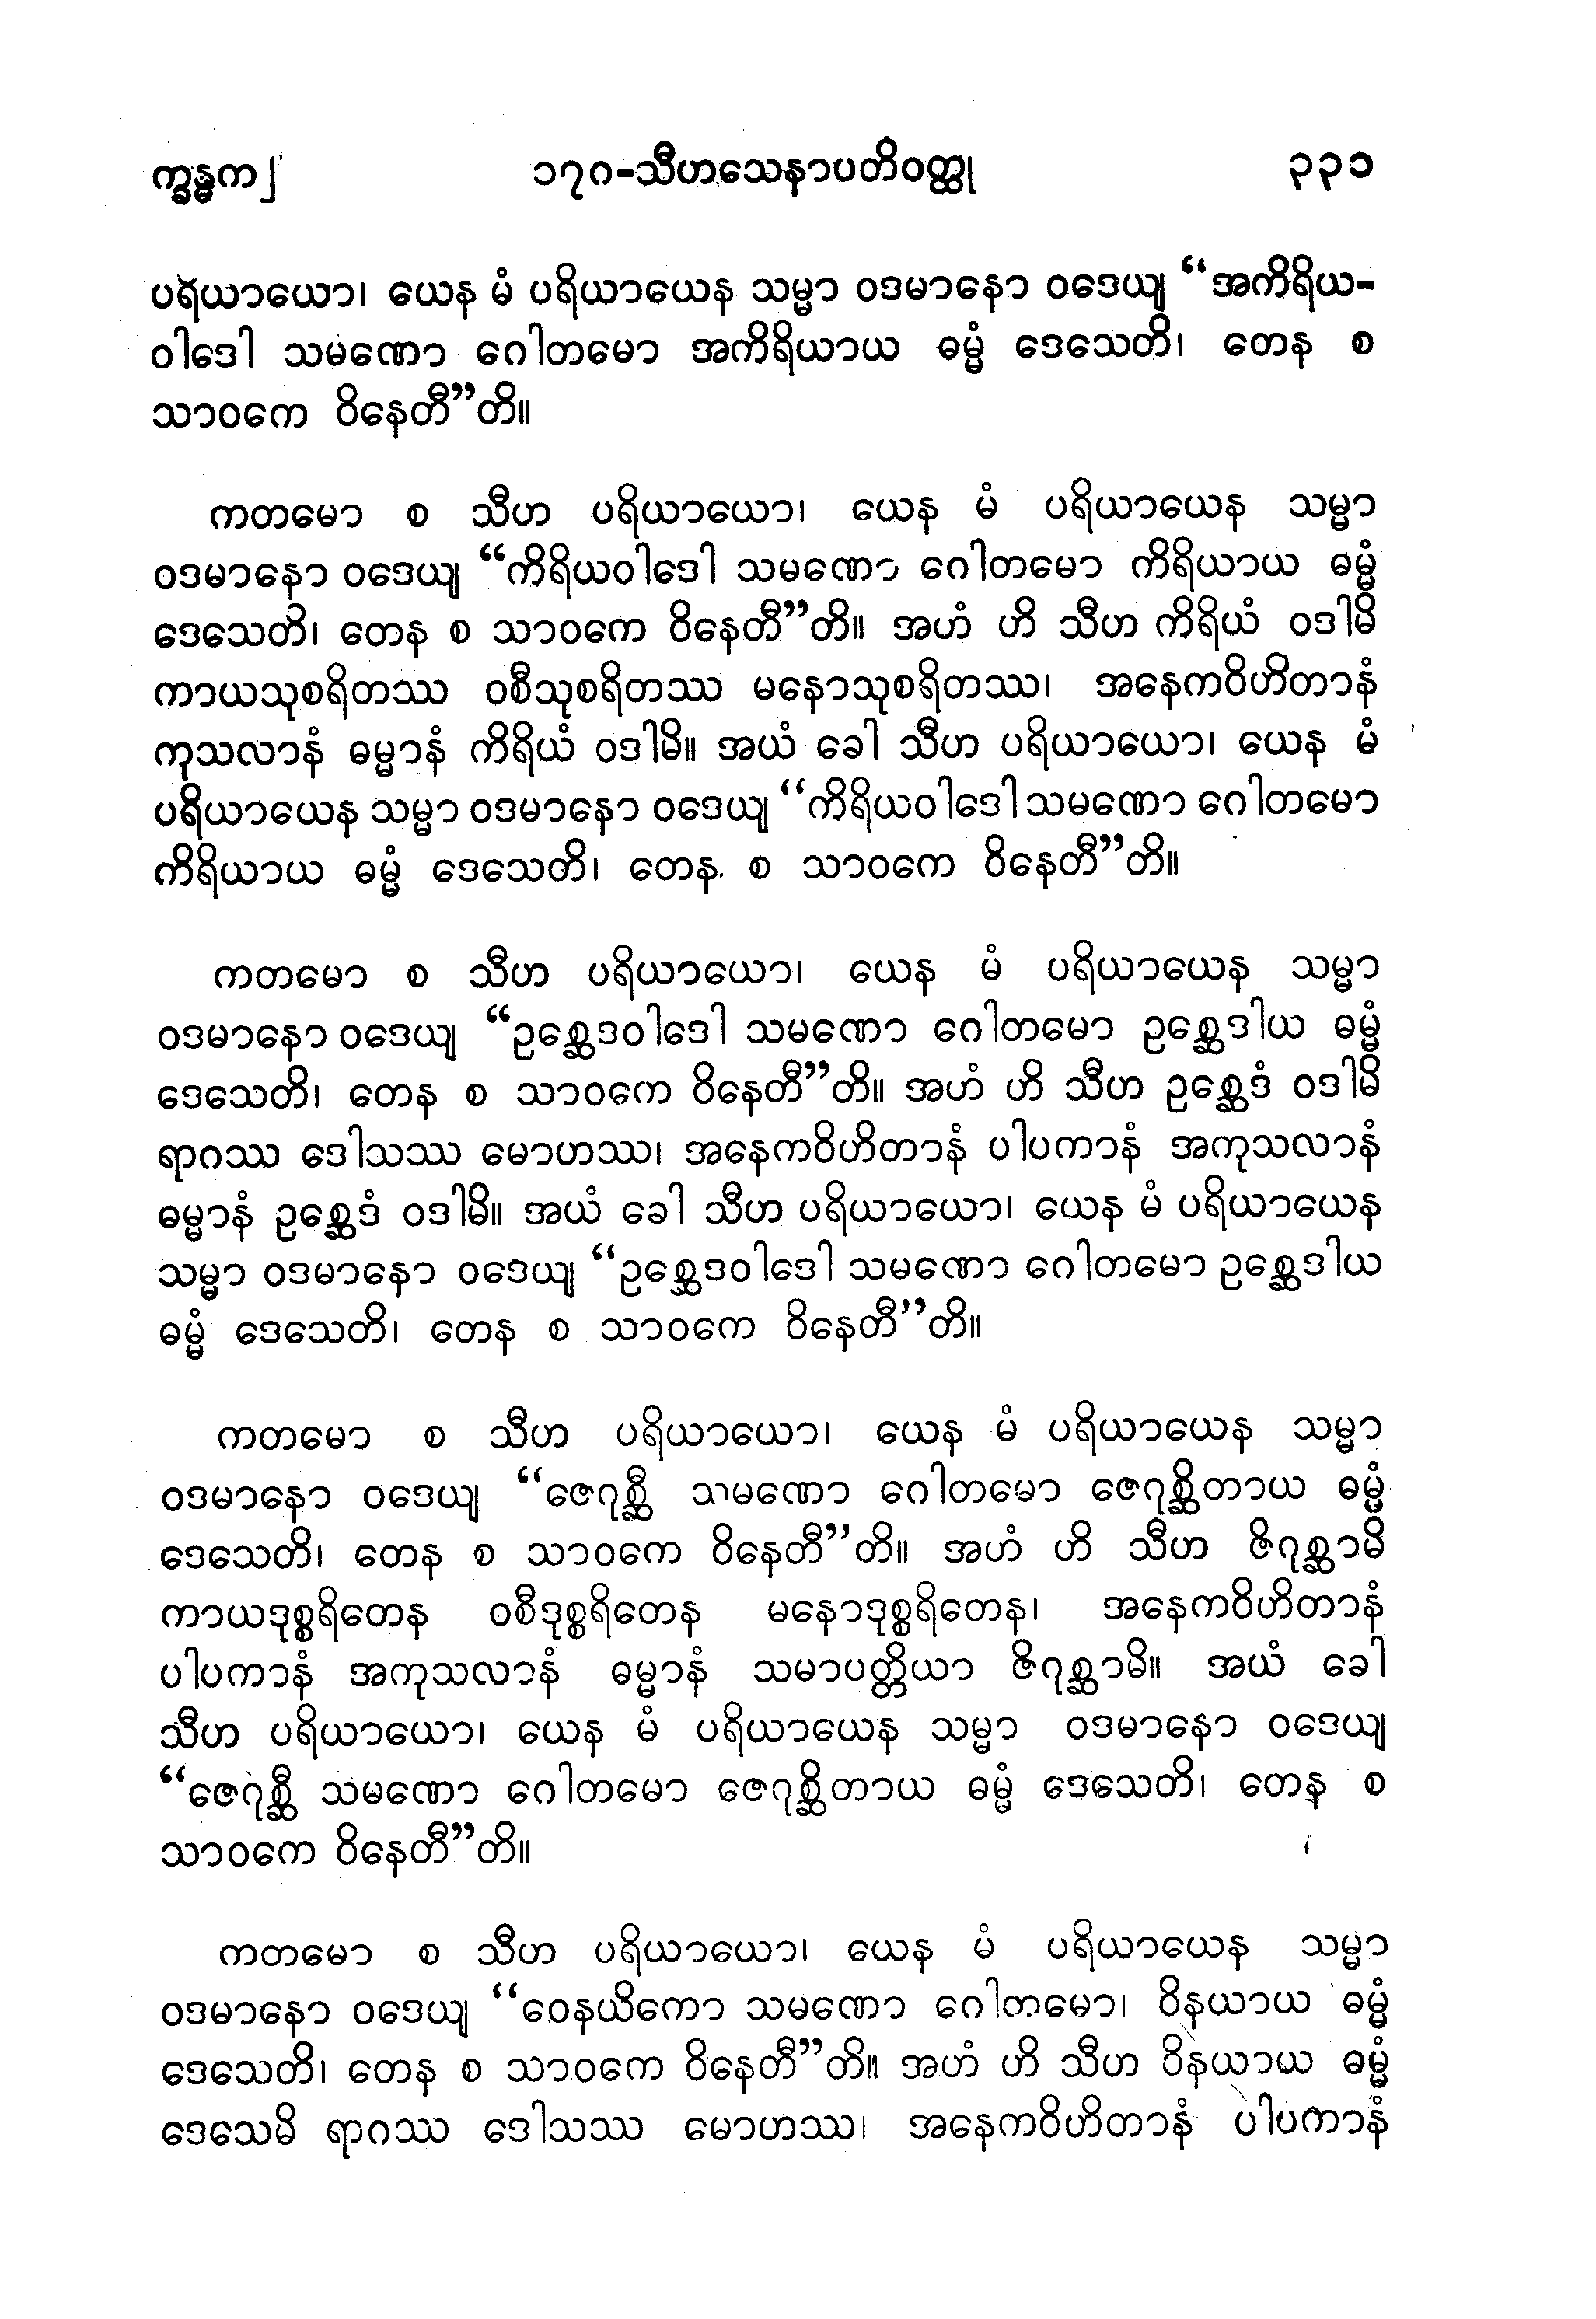 က္ခန္ဓက၂ ၁၇၈-သီဟသေနာပတိဝတ္ထု ၃၃၁
ပရိယာယော၊ ယေန မံ ပရိယာယေန သမ္မာ ဝဒမာနော ဝဒေယျ “အကိရိယ-
ဝါဒေါ သမဏော ဂေါတမော အကိရိယာယ ဓမ္မံ ဒေသေတိ၊ တေန စ
သာဝကေ ဝိနေတီ”တိ။
ကတမော စ သီဟ ပရိယာယော၊ ယေန မံ ပရိယာယေန သမ္မာ
ဝဒမာနော ဝဒေယျ “ကိရိယဝါဒေါ သမဏော ဂေါတမော ကိရိယာယ ဓမ္မံ
ဒေသေတိ၊ တေန စ သာဝကေ ဝိနေတီ”တိ။ အဟံ ဟိ သီဟ ကိရိယံ ဝဒါမိ
ကာယသုစရိတဿ ဝစီသုစရိတဿ မနောသုစရိတဿ၊ အနေကဝိဟိတာနံ
ကုသလာနံ ဓမ္မာနံ ကိရိယံ ဝဒါမိ။ အယံ ခေါ သီဟ ပရိယာယော၊ ယေန မံ
ပရိယာယေန သမ္မာ ဝဒမာနော ဝဒေယျ “ကိရိယဝါဒေါ သမဏော ဂေါတမော
ကိရိယာယ ဓမ္မံ ဒေသေတိ၊ တေန စ သာဝကေ ဝိနေတီ”တိ။
ကတမော စ သီဟ ပရိယာယော၊ ယေန မံ ပရိယာယေန သမ္မာ
ဝဒမာနော ဝဒေယျ “ဥစ္ဆေဒဝါဒေါ သမဏော ဂေါတမော ဥစ္ဆေဒါယ ဓမ္မံ
ဒေသေတိ၊ တေန စ သာဝကေ ဝိနေတီ”တိ။ အဟံ ဟိ သီဟ ဥစ္ဆေဒံ ဝဒါမိ
ရာဂဿ ဒေါသဿ မောဟဿ၊ အနေကဝိဟိတာနံ ပါပကာနံ အကုသလာနံ
ဓမ္မာနံ ဥစ္ဆေဒံ ဝဒါမိ။ အယံ ခေါ သီဟ ပရိယာယော၊ ယေန မံ ပရိယာယေန
သမ္မာ ဝဒမာနော ဝဒေယျ “ဥစ္ဆေဒဝါဒေါ သမဏော ဂေါတမော ဥစ္ဆေဒါယ
ဓမ္မံ ဒေသေတိ၊ တေန စ သာဝကေ ဝိနေတီ”တိ။
ကတမော စ သီဟ ပရိယာယော၊ ယေန မံ ပရိယာယေန သမ္မာ
ဝဒမာနော ဝဒေယျ “ဇေဂုစ္ဆီ သမဏော ဂေါတမော ဇေဂုစ္ဆိတာယ ဓမ္မံ
ဒေသေတိ၊ တေန စ သာဝကေ ဝိနေတီ”တိ။ အဟံ ဟိ သီဟ ဇိဂုစ္ဆာမိ
ကာယဒုစ္စရိတေန ဝစီဒုစ္စရိတေန မနောဒုစ္စရိတေန၊ အနေကဝိဟိတာနံ
ပါပကာနံ အကုသလာနံ ဓမ္မာနံ သမာပတ္တိယာ ဇိဂုစ္ဆာမိ။ အယံ ခေါ
သီဟ ပရိယာယော၊ ယေန မံ ပရိယာယေန သမ္မာ ဝဒမာနော ဝဒေယျ
“ဇေဂုစ္ဆီ သမဏော ဂေါတမော ဇေဂုစ္ဆိတာယ ဓမ္မံ ဒေသေတိ၊ တေန စ
သာဝကေ ဝိနေတီ”တိ။
ကတမော စ သီဟ ပရိယာယော၊ ယေန မံ ပရိယာယေန သမ္မာ
ဝဒမာနော ဝဒေယျ “ဝေနယိကော သမဏော ဂေါတမော၊ ဝိနယာယ ဓမ္မံ
ဒေသေတိ၊ တေန စ သာဝကေ ဝိနေတီ”တိ။ အဟံ ဟိ သီဟ ဝိနယာယ ဓမ္မံ
ဒေသေမိ ရာဂဿ ဒေါသဿ မောဟဿ၊ အနေကဝိဟိတာနံ ပါပကာနံ